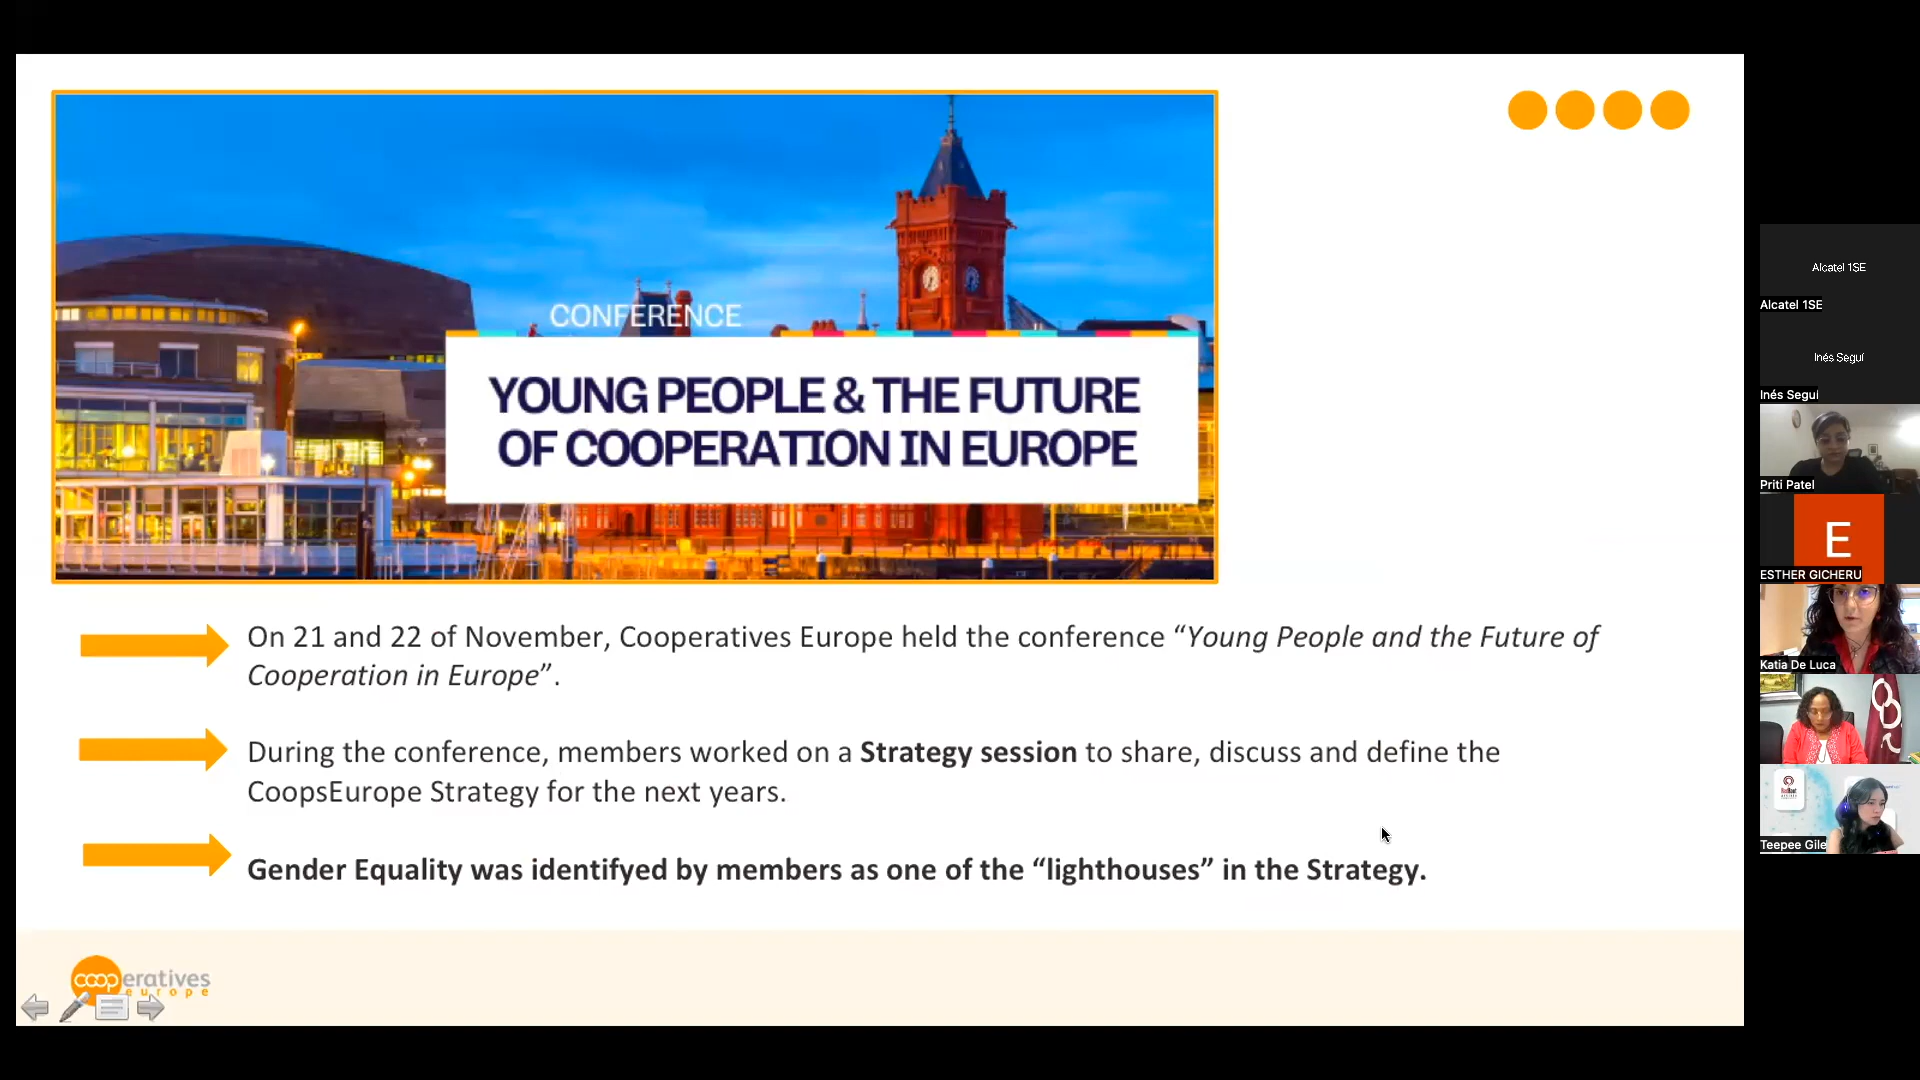 CONFERENCE
YOUNG PEOPLE & THE FUTURE
OF COOPERATION IN EUROPE
On 21 and 22 of November, Cooperatives Europe held the conference “Young People and the Future of
Cooperation in Europe”.
During the conference, members worked on a Strategy session to share, discuss and define the
CoopsEurope Strategy for the next years.
Gender Equality was identifyed by members as one of the “lighthouses” in the Strategy.
cooperatives
europe
Alcatel 1SE
Alcatel 1SE
Inés Seguí
Inés Seguí
Priti Patel
E
ESTHER GICHERU
Katia De Luca
Teepee Gile